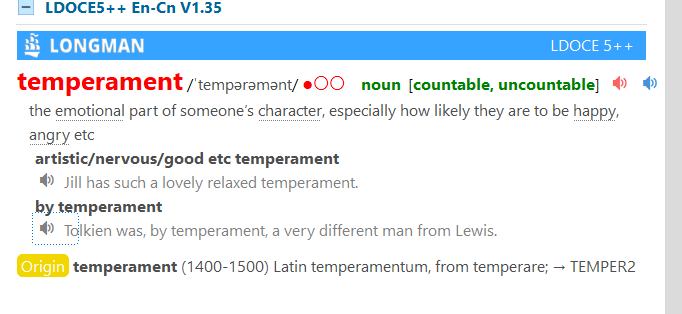 LDOCE5++ En-Cn V1.35
LONGMAN LDOCE 5++
temperament /ˈtempərəmənt/ ●○○ noun [countable, uncountable]
the emotional part of someone’s character, especially how likely they are to be happy,
angry etc
artistic/nervous/good etc temperament
Jill has such a lovely relaxed temperament.
by temperament
Tolkien was, by temperament, a very different man from Lewis.
Origin temperament (1400-1500) Latin temperamentum, from temperare; → TEMPER2